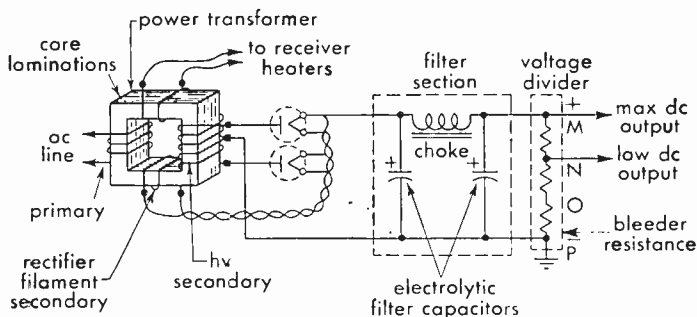 power transformer
core
laminations
to receiver
heaters
filter
section
voltage
divider
+
M
max dc
output
ac
line
choke
+
+
N
low dc
output
primary
O
bleeder
resistance
P
rectifier
filament
secondary
hv
secondary
electrolytic
filter capacitors